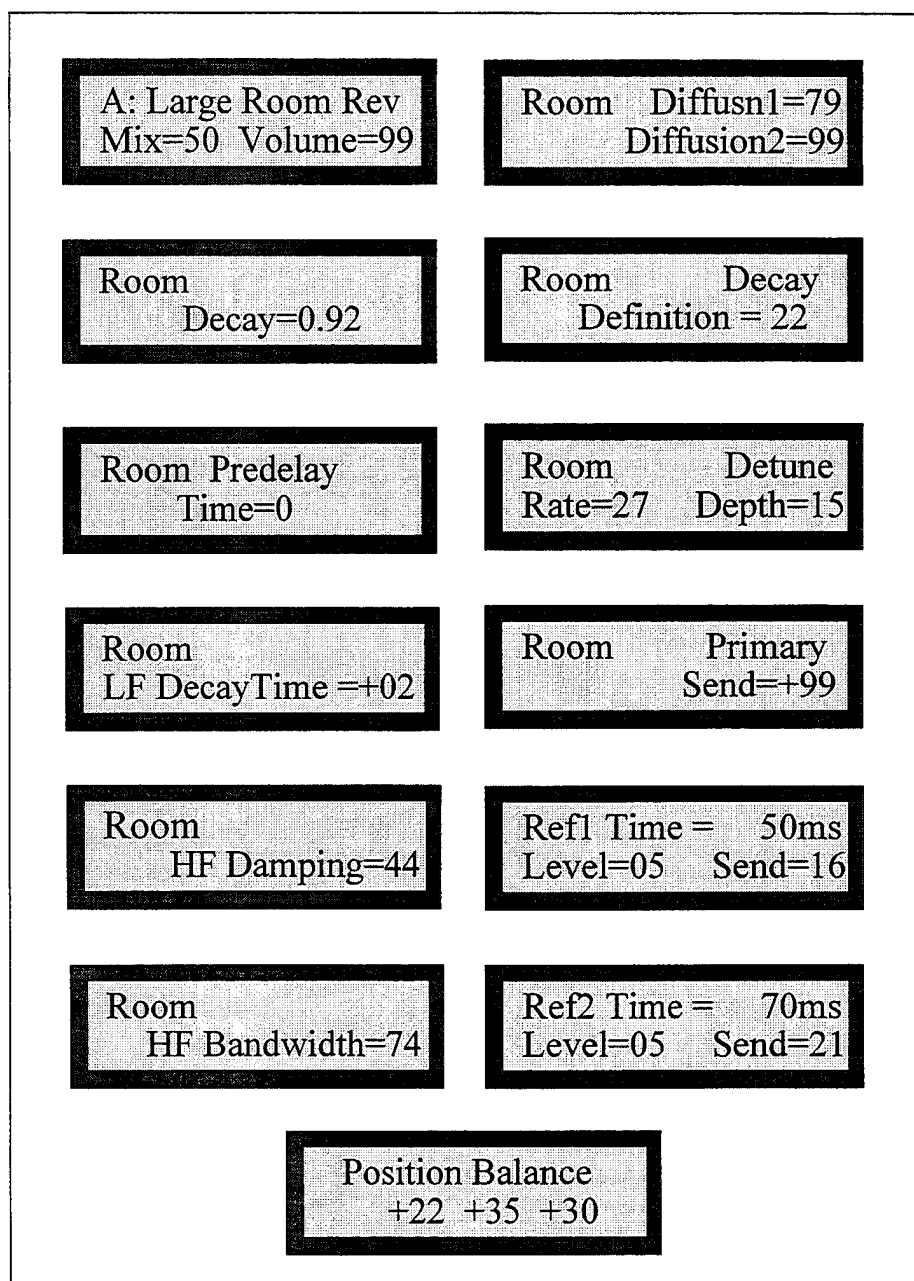 A: Large Room Rev
Mix=50 Volume=99
Room
Decay=0.92
Room Predelay
Time=0
Room
LF DecayTime =+02
Room
HF Damping=44
Room
HF Bandwidth=74
Room Diffusn1=79
Diffusion2=99
Room Decay
Definition = 22
Room Detune
Rate=27 Depth=15
Room Primary
Send=+99
Ref1 Time = 50ms
Level=05 Send=16
Ref2 Time = 70ms
Level=05 Send=21
Position Balance
+22 +35 +30